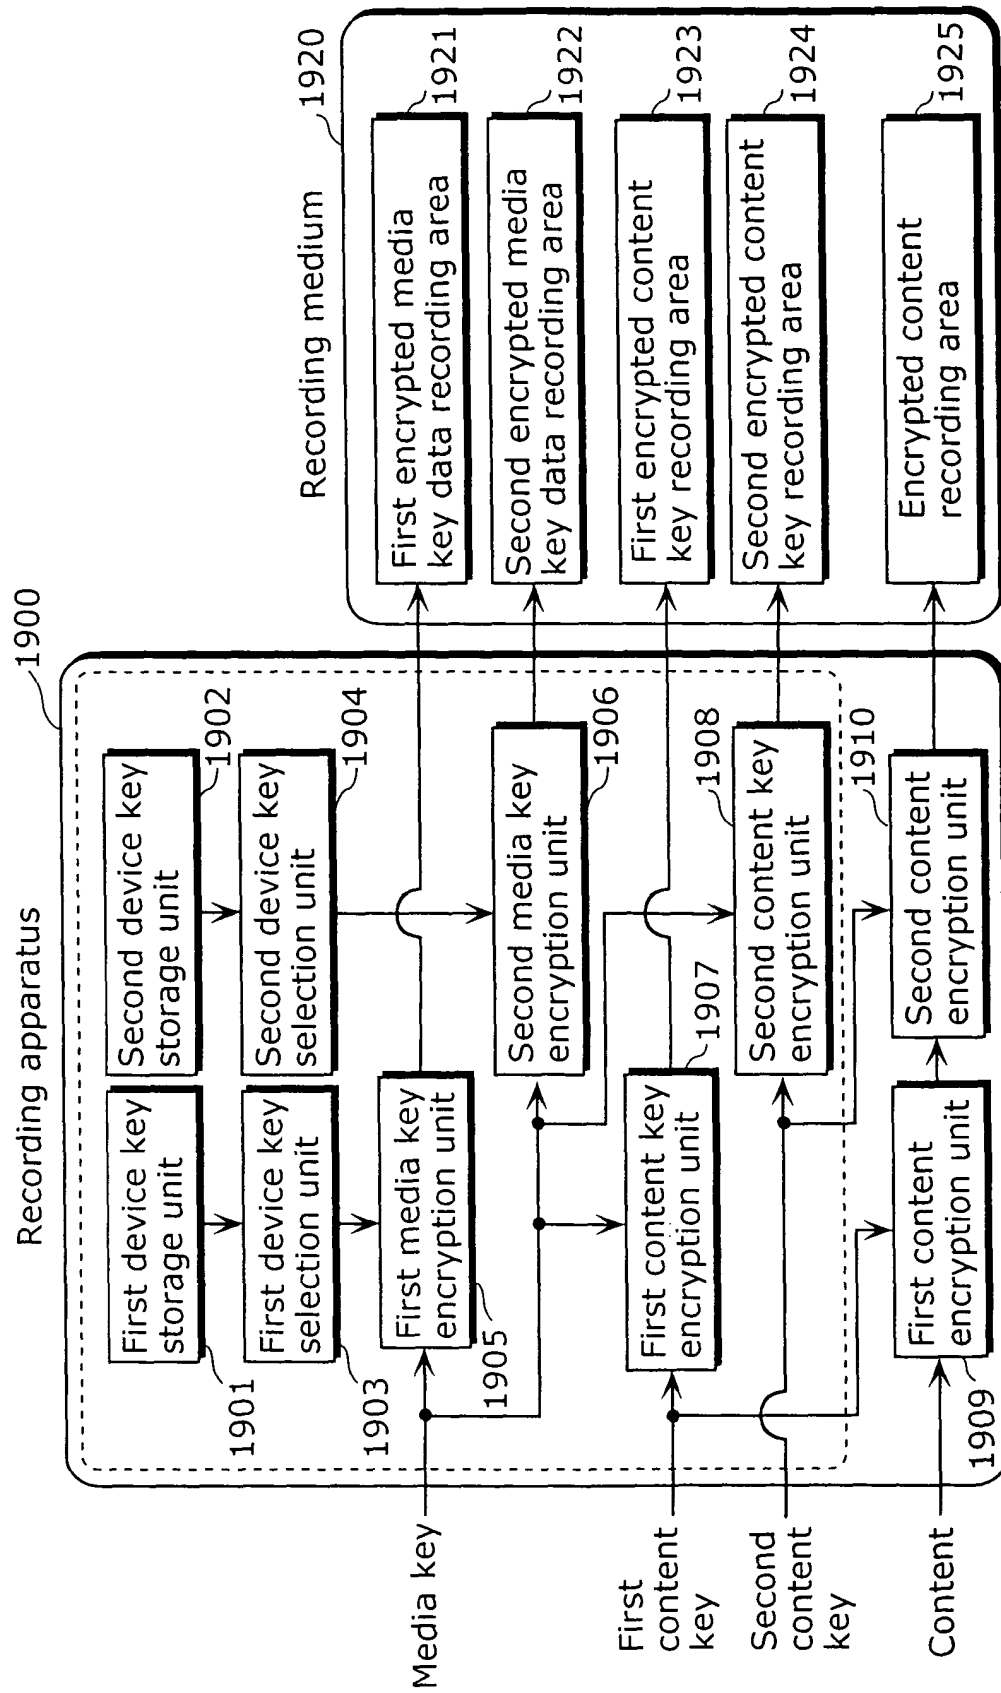 Recording apparatus
1900
First device key
storage unit
1901
Second device key
storage unit
1902
First device key
selection unit
1903
Second device key
selection unit
1904
Media key
First media key
encryption unit
1905
Second media key
encryption unit
1906
First
content
key
First content key
encryption unit
1907
Second
content
key
Second content key
encryption unit
1908
Content
First content
encryption unit
1909
Second content
encryption unit
1910
Recording medium
1920
First encrypted media
key data recording area
1921
Second encrypted media
key data recording area
1922
First encrypted content
key recording area
1923
Second encrypted content
key recording area
1924
Encrypted content
recording area
1925